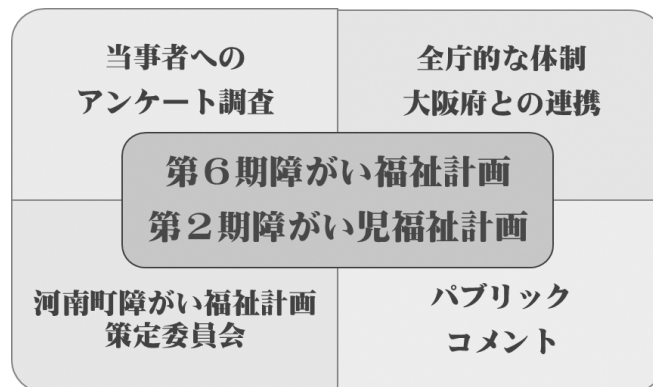 当事者への
アンケート調査
全庁的な体制
大阪府との連携
第６期障がい福祉計画
第２期障がい児福祉計画
河南町障がい福祉計画
策定委員会
パブリック
コメント